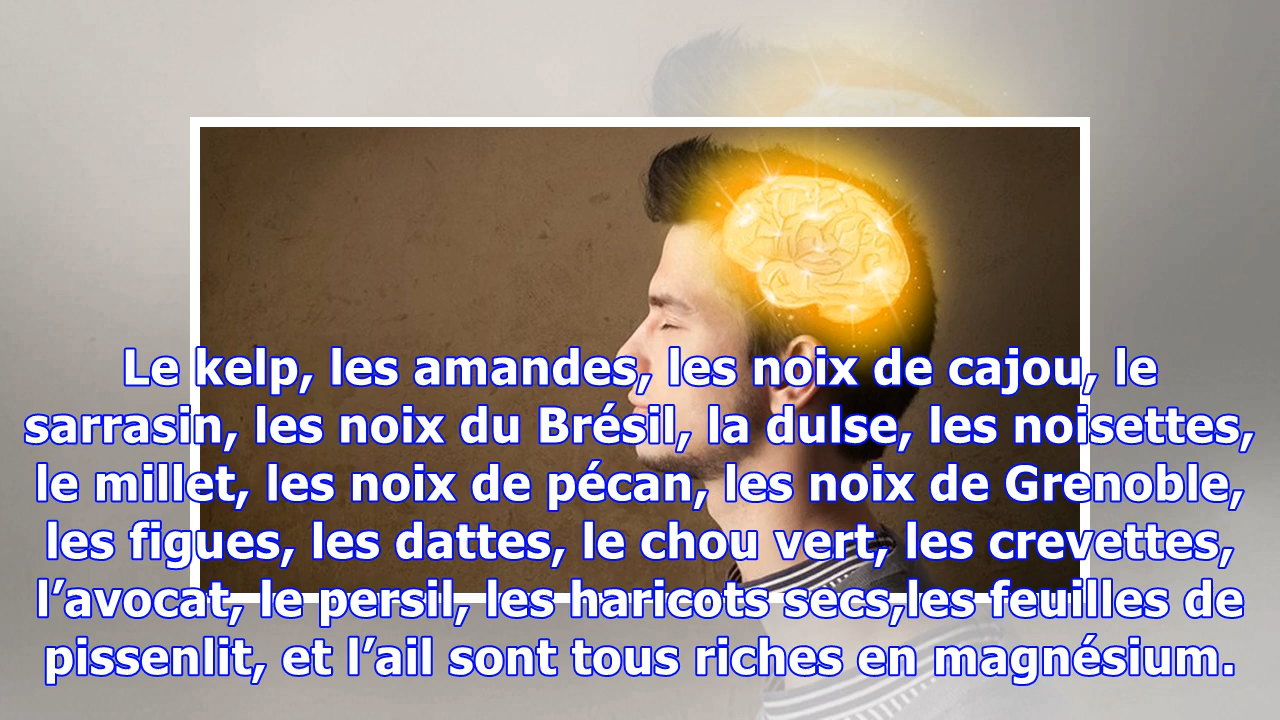 Le kelp, les amandes, les noix de cajou, le
sarrasin, les noix du Brésil, la dulse, les noisettes,
le millet, les noix de pécan, les noix de Grenoble,
les figues, les dattes, le chou vert, les crevettes,
l’avocat, le persil, les haricots secs,les feuilles de
pissenlit, et l’ail sont tous riches en magnésium.